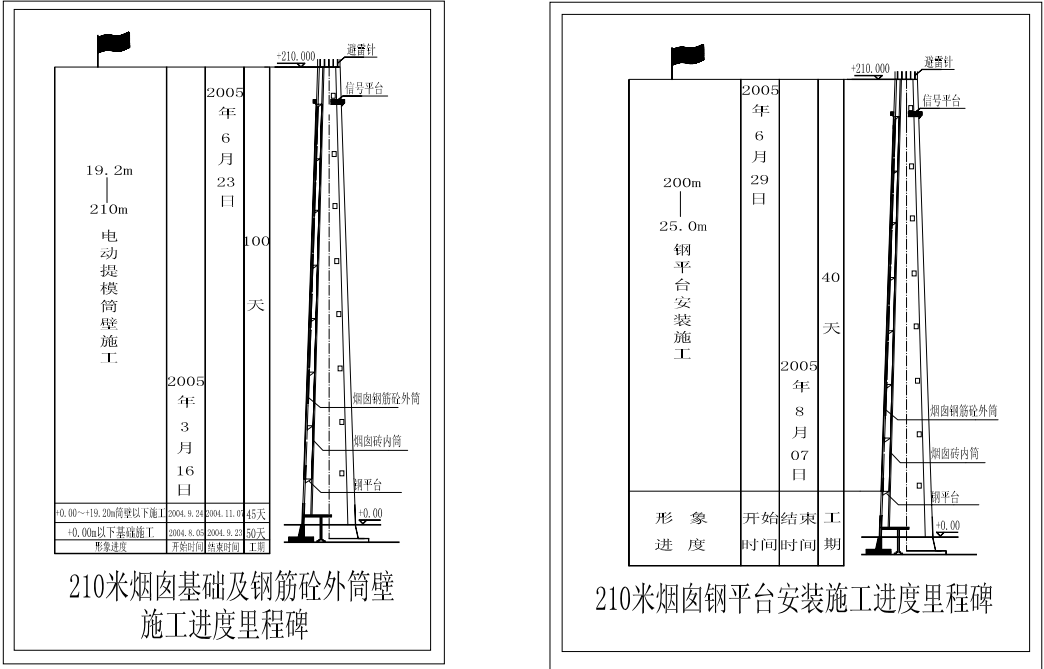 +210.000
避雷针
信号平台
2005
年
6
月
23
日
19.2m
210m
电动提模筒壁施工
100
天
2005
年
3
月
16
日
烟囱钢筋砼外筒
烟囱砖内筒
钢平台
+0.00
+0.00~+19.20m筒壁以下施工 2004.9.24 2004.11.07 45天
+0.00m以下基础施工 2004.8.05 2004.9.23 50天
形象进度 开始时间 结束时间 工期
210米烟囱基础及钢筋砼外筒壁
施工进度里程碑
+210.000
避雷针
信号平台
2005
年
6
月
29
日
200m
25.0m
钢平台安装施工
40
天
2005
年
8
月
07
日
烟囱钢筋砼外筒
烟囱砖内筒
钢平台
+0.00
形象 开始 结束 工
进度 时间 时间 期
210米烟囱钢平台安装施工进度里程碑